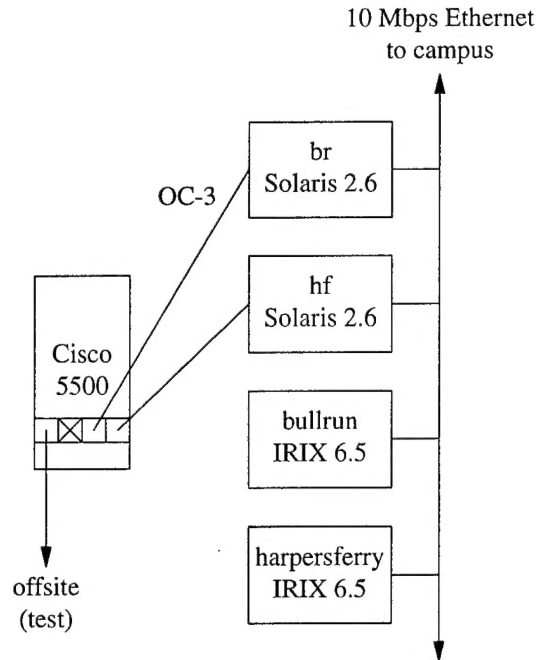 10 Mbps Ethernet
to campus
br
Solaris 2.6
OC-3
hf
Solaris 2.6
Cisco
5500
bullrun
IRIX 6.5
harpersferry
IRIX 6.5
offsite
(test)